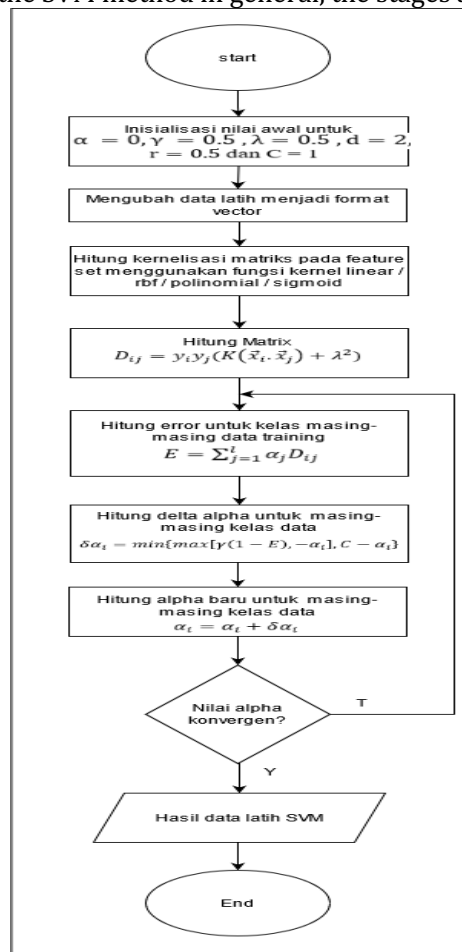 the SVM method in general, the stages a
start
Inisialisasi nilai awal untuk
α = 0, γ = 0.5 , λ = 0.5 , d = 2,
r = 0.5 dan C = 1
Mengubah data latih menjadi format
vector
Hitung kernelisasi matriks pada feature
set menggunakan fungsi kernel linear /
rbf / polinomial / sigmoid
Hitung Matrix
D_{ij} = y_i y_j (K(x⃗_i. x⃗_j) + λ²)
Hitung error untuk kelas masing-
masing data training
E = ∑_{j=1}^{l} α_j D_{ij}
Hitung delta alpha untuk masing-
masing kelas data
δα_i = min{max[γ(1 − E), −α_i], C − α_i}
Hitung alpha baru untuk masing-
masing kelas data
α_i = α_i + δα_i
Nilai alpha
konvergen?
T
Y
Hasil data latih SVM
End